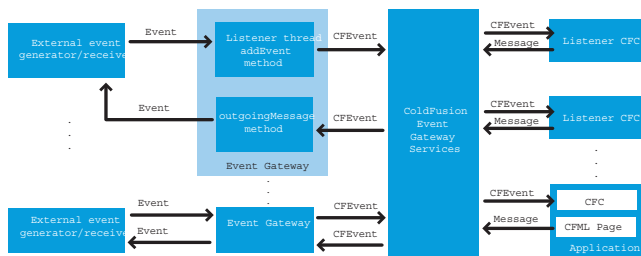 External event
generator/receive
Event
Listener thread
addEvent
method
CFEvent
CFEvent
Message
Listener CFC
Event
outgoingMessage
method
CFEvent
Event Gateway
ColdFusion
Event
Gateway
Services
CFEvent
Message
Listener CFC
External event
generator/receive
Event
Event
Event Gateway
CFEvent
CFEvent
CFEvent
Message
CFC
CFML Page
Application